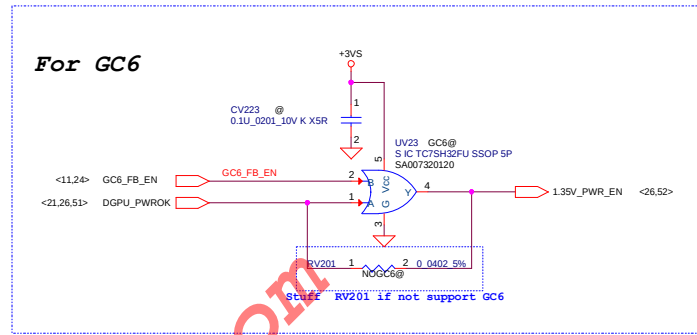 For GC6
+3VS
CV223 @
0.1U_0201_10V K X5R
1
2
UV23 GC6@
S IC TC7SH32FU SSOP 5P
SA007320120
5
Vcc
<11,24> GC6_FB_EN
GC6_FB_EN
2
B
Y
4
1.35V_PWR_EN <26,52>
<21,26,51> DGPU_PWROK
1
A
G
3
RV201 1 2 0_0402_5%
NOGC6@
Stuff RV201 if not support GC6
om